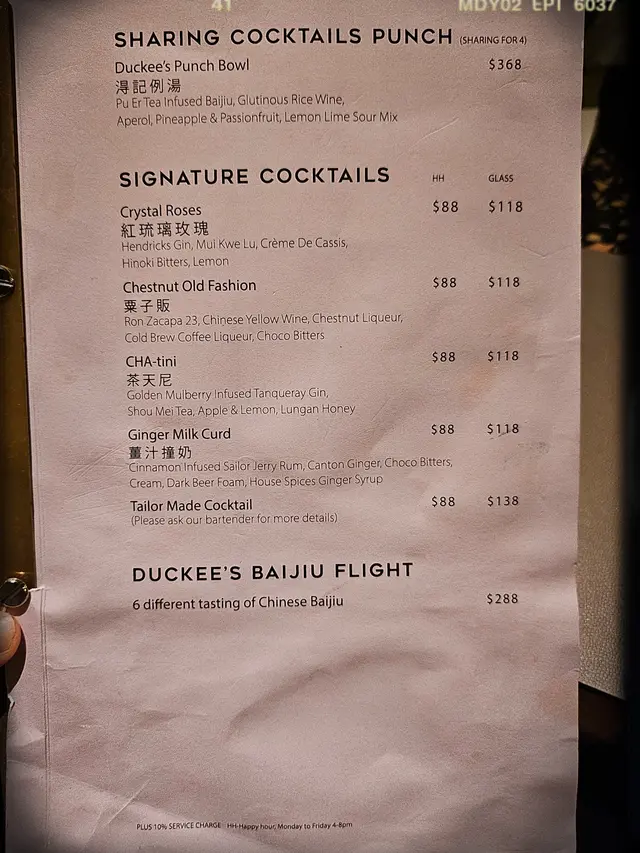 41
MDY02 EPT 6037
SHARING COCKTAILS PUNCH (SHARING FOR 4)
Duckee's Punch Bowl $368
淂記例湯
Pu Er Tea Infused Baijiu, Glutinous Rice Wine,
Aperol, Pineapple & Passionfruit, Lemon Lime Sour Mix
SIGNATURE COCKTAILS HH GLASS
Crystal Roses $88 $118
紅琉璃玫瑰
Hendricks Gin, Mui Kwe Lu, Crème De Cassis,
Hinoki Bitters, Lemon
Chestnut Old Fashion $88 $118
粟子販
Ron Zacapa 23, Chinese Yellow Wine, Chestnut Liqueur,
Cold Brew Coffee Liqueur, Choco Bitters
CHA-tini $88 $118
茶天尼
Golden Mulberry Infused Tanqueray Gin,
Shou Mei Tea, Apple & Lemon, Lungan Honey
Ginger Milk Curd $88 $118
薑汁撞奶
Cinnamon Infused Sailor Jerry Rum, Canton Ginger, Choco Bitters,
Cream, Dark Beer Foam, House Spices Ginger Syrup
Tailor Made Cocktail $88 $138
(Please ask our bartender for more details)
DUCKEE'S BAIJIU FLIGHT
6 different tasting of Chinese Baijiu $288
PLUS 10% SERVICE CHARGE HH-Happy hour, Monday to Friday 4-8pm